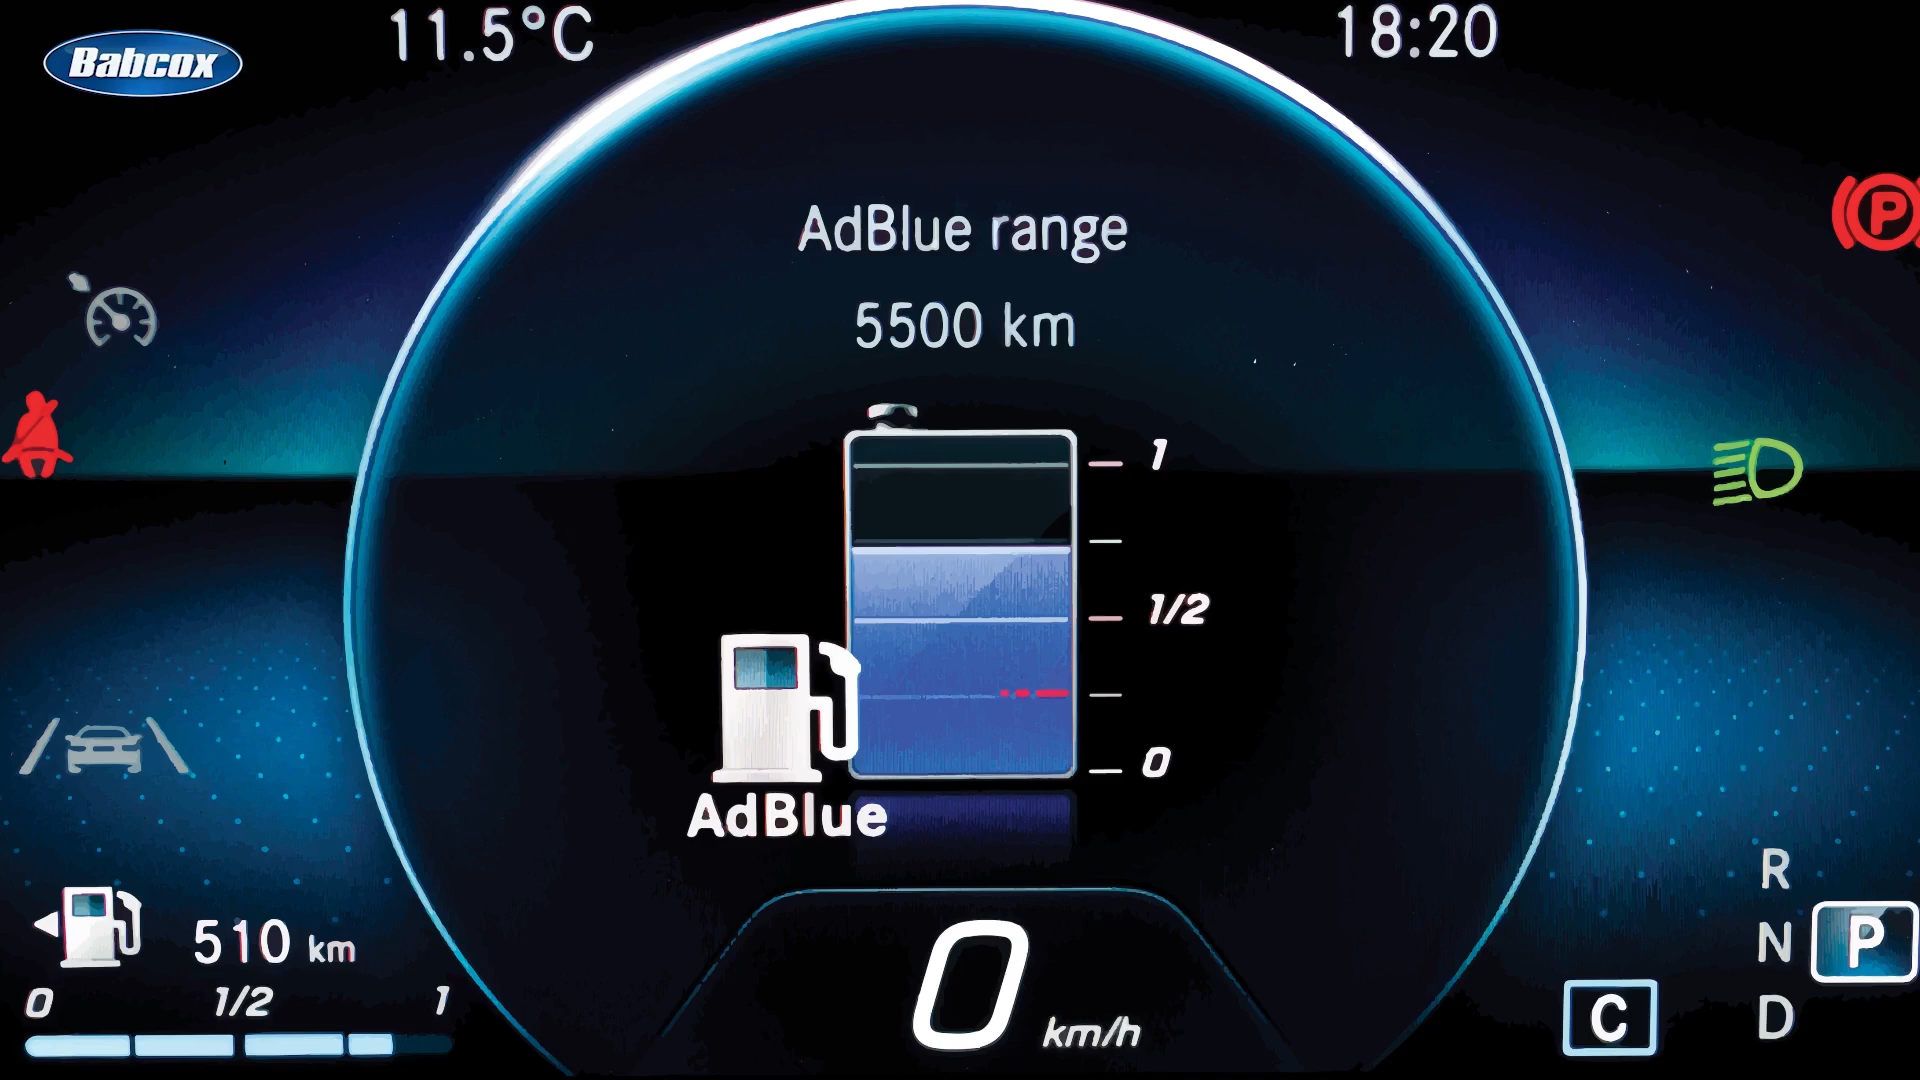 Babcox
11.5°C
18:20
AdBlue range
5500 km
1
1/2
0
AdBlue
510 km
0 1/2 1
0 km/h
R
N
D
P
C
P